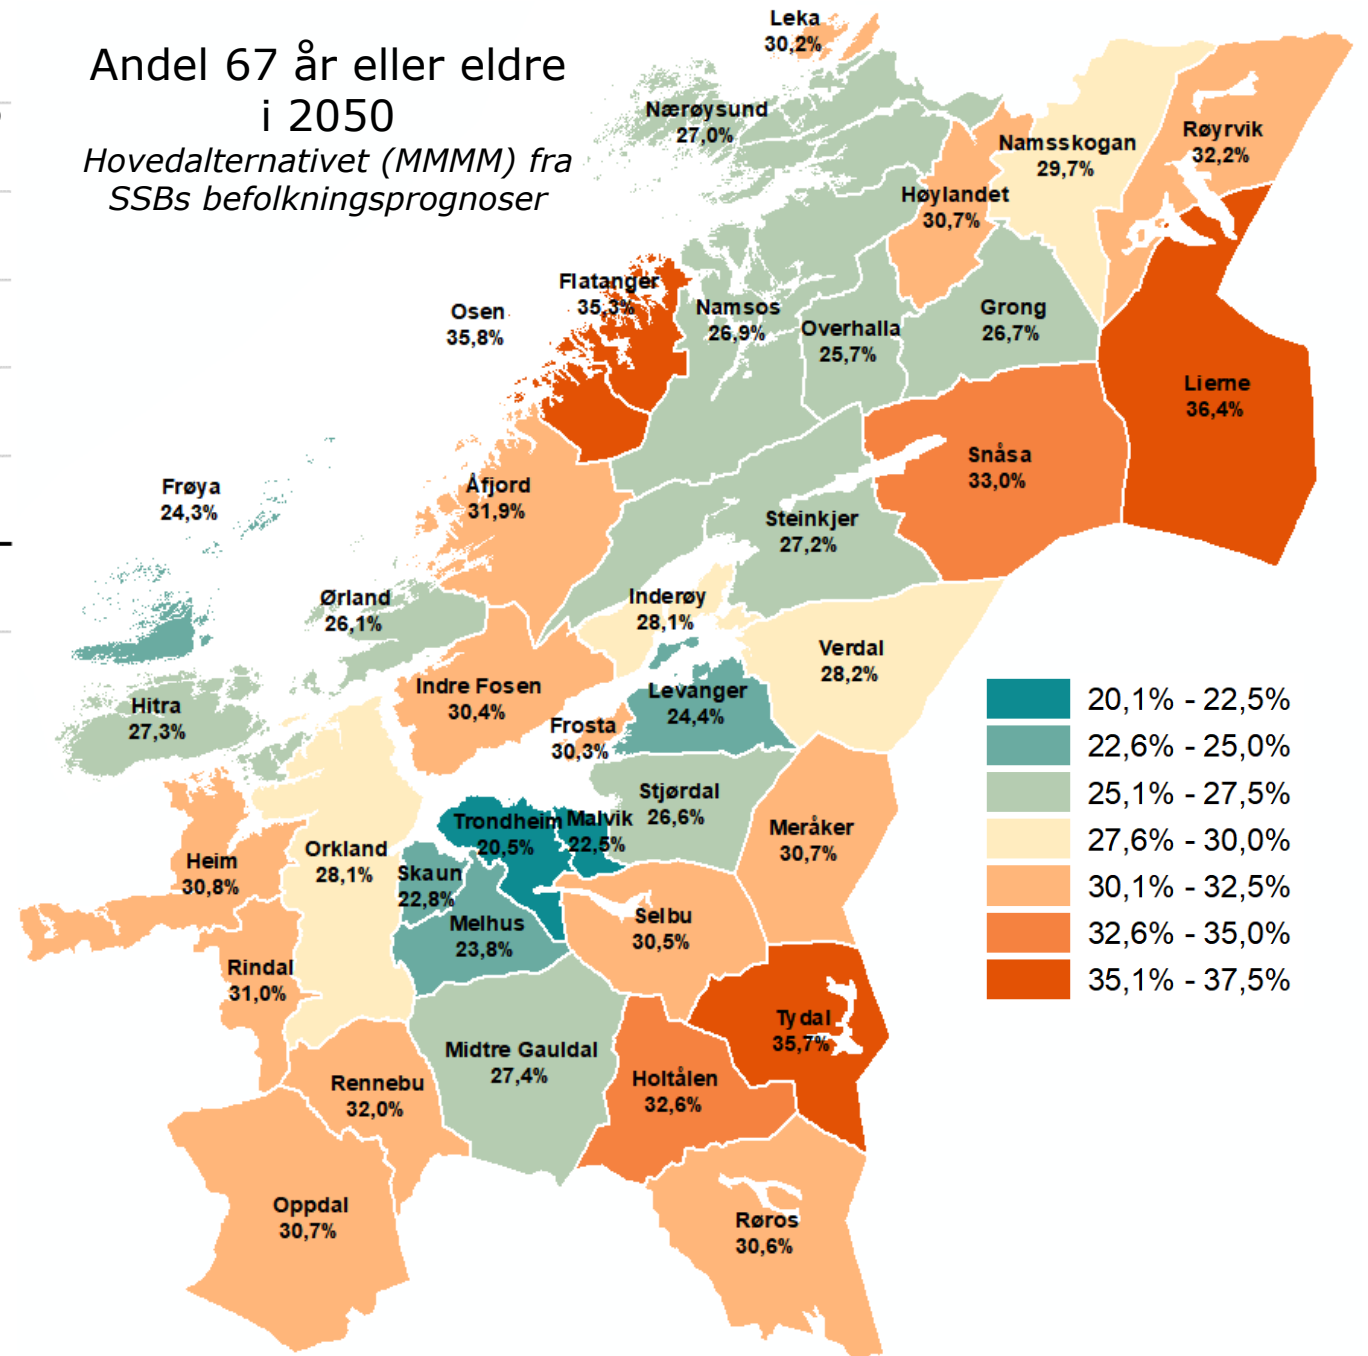 Andel 67 år eller eldre
i 2050
Hovedalternativet (MMMM) fra
SSBs befolkningsprognoser
Leka
30,2%
Nærøysund
27,0%
Namsskogan
29,7%
Røyrvik
32,2%
Høylandet
30,7%
Flatanger
35,3%
Osen
35,8%
Namsos
26,9%
Overhalla
25,7%
Grong
26,7%
Lierne
36,4%
Snåsa
33,0%
Åfjord
31,9%
Frøya
24,3%
Steinkjer
27,2%
Ørland
26,1%
Inderøy
28,1%
Verdal
28,2%
Indre Fosen
30,4%
Levanger
24,4%
Hitra
27,3%
Frosta
30,3%
Stjørdal
26,6%
Trondheim
20,5%
Malvik
22,5%
Meråker
30,7%
Orkland
28,1%
Heim
30,8%
Skaun
22,8%
Melhus
23,8%
Selbu
30,5%
Rindal
31,0%
Tydal
35,7%
Midtre Gauldal
27,4%
Holtålen
32,6%
Rennebu
32,0%
Oppdal
30,7%
Røros
30,6%
20,1% - 22,5%
22,6% - 25,0%
25,1% - 27,5%
27,6% - 30,0%
30,1% - 32,5%
32,6% - 35,0%
35,1% - 37,5%